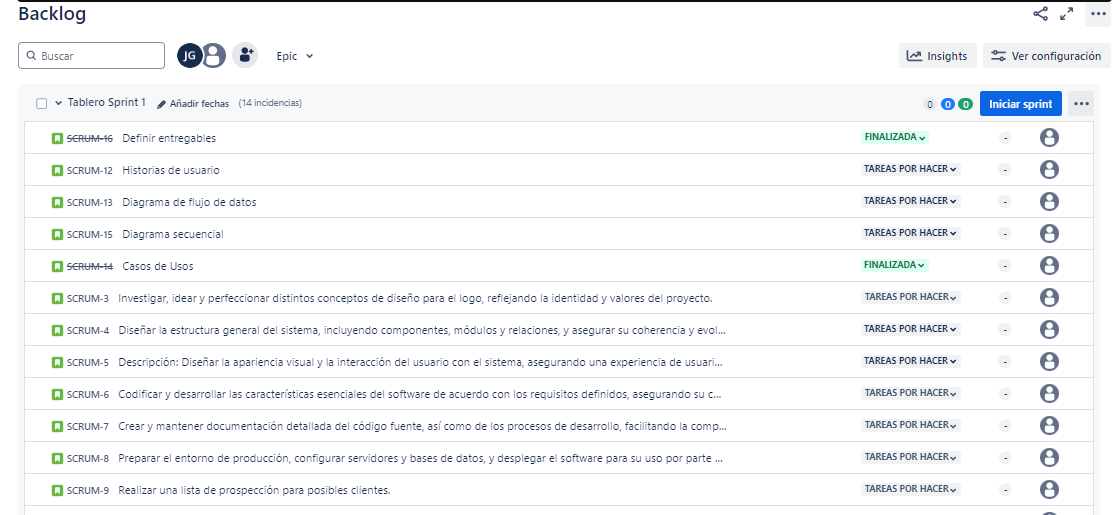 Backlog
Buscar JG Epic Insights Ver configuración
Tablero Sprint 1 Añadir fechas (14 incidencias) 0 0 0 Iniciar sprint
SCRUM-16 Definir entregables FINALIZADA -
SCRUM-12 Historias de usuario TAREAS POR HACER -
SCRUM-13 Diagrama de flujo de datos TAREAS POR HACER -
SCRUM-15 Diagrama secuencial TAREAS POR HACER -
SCRUM-14 Casos de Usos FINALIZADA -
SCRUM-3 Investigar, idear y perfeccionar distintos conceptos de diseño para el logo, reflejando la identidad y valores del proyecto. TAREAS POR HACER -
SCRUM-4 Diseñar la estructura general del sistema, incluyendo componentes, módulos y relaciones, y asegurar su coherencia y evol... TAREAS POR HACER -
SCRUM-5 Descripción: Diseñar la apariencia visual y la interacción del usuario con el sistema, asegurando una experiencia de usuari... TAREAS POR HACER -
SCRUM-6 Codificar y desarrollar las características esenciales del software de acuerdo con los requisitos definidos, asegurando su c... TAREAS POR HACER -
SCRUM-7 Crear y mantener documentación detallada del código fuente, así como de los procesos de desarrollo, facilitando la comp... TAREAS POR HACER -
SCRUM-8 Preparar el entorno de producción, configurar servidores y bases de datos, y desplegar el software para su uso por parte ... TAREAS POR HACER -
SCRUM-9 Realizar una lista de prospección para posibles clientes. TAREAS POR HACER -